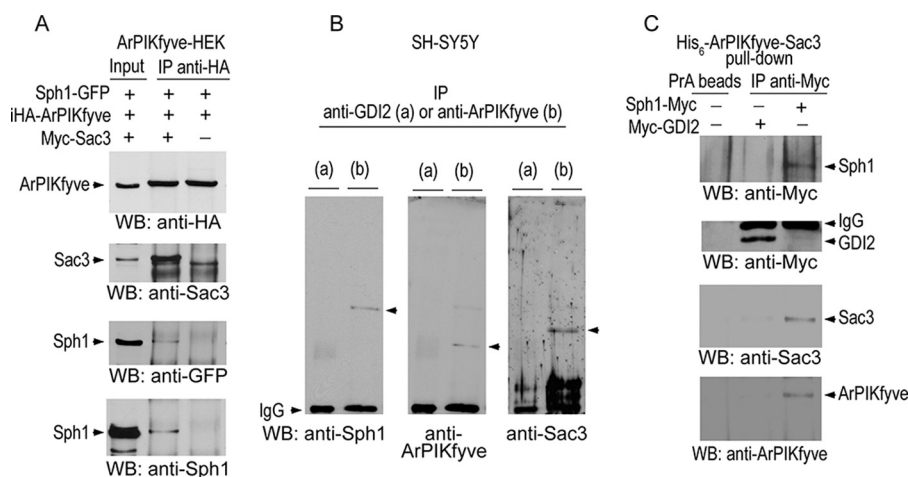 A
ArPIKfyve-HEK
Input IP anti-HA
Sph1-GFP + + +
iHA-ArPIKfyve + + +
Myc-Sac3 + + –
ArPIKfyve
WB: anti-HA
Sac3
WB: anti-Sac3
Sph1
WB: anti-GFP
Sph1
WB: anti-Sph1
B
SH-SY5Y
IP
anti-GDI2 (a) or anti-ArPIKfyve (b)
(a) (b) (a) (b) (a) (b)
IgG
WB: anti-Sph1 anti-ArPIKfyve anti-Sac3
C
His6-ArPIKfyve-Sac3
pull-down
PrA beads IP anti-Myc
Sph1-Myc – – +
Myc-GDI2 – + –
Sph1
WB: anti-Myc
IgG
GDI2
WB: anti-Myc
Sac3
WB: anti-Sac3
ArPIKfyve
WB: anti-ArPIKfyve